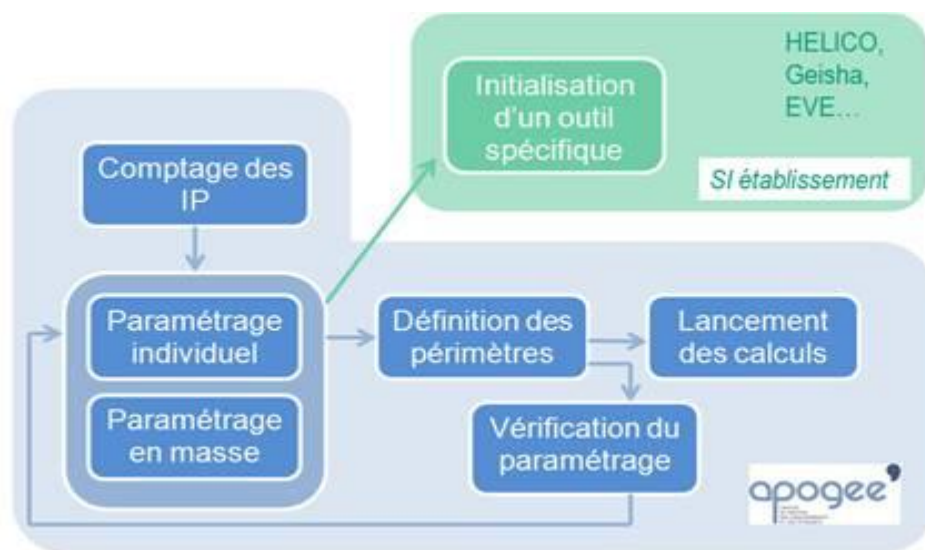 HELICO,
Geisha,
EVE...
Initialisation
d'un outil
spécifique
SI établissement
Comptage des
IP
Paramétrage
individuel
Définition des
périmètres
Lancement
des calculs
Paramétrage
en masse
Vérification du
paramétrage
apogee